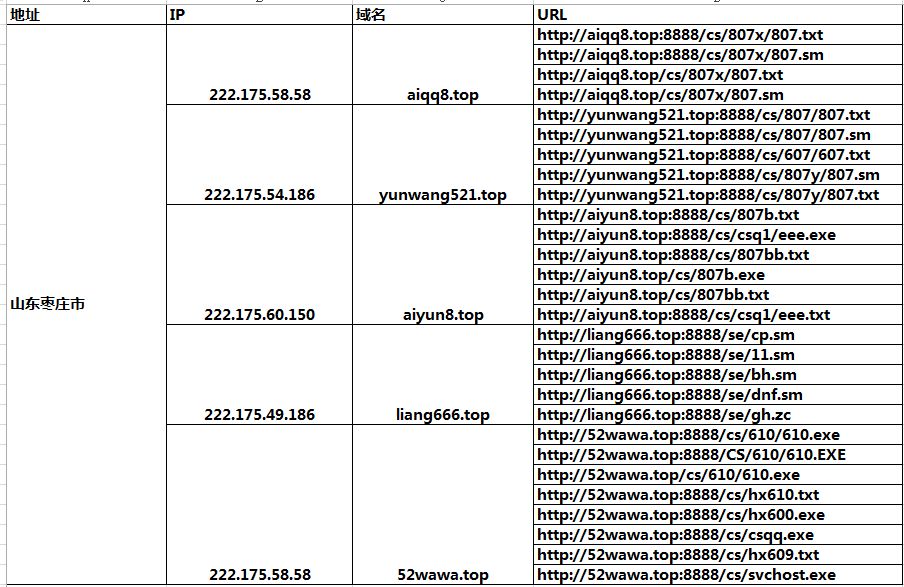 地址 IP 域名 URL
http://aiqq8.top:8888/cs/807x/807.txt
http://aiqq8.top:8888/cs/807x/807.sm
http://aiqq8.top/cs/807x/807.txt
222.175.58.58 aiqq8.top http://aiqq8.top/cs/807x/807.sm
http://yunwang521.top:8888/cs/807/807.txt
http://yunwang521.top:8888/cs/807/807.sm
http://yunwang521.top:8888/cs/607/607.txt
http://yunwang521.top:8888/cs/807y/807.sm
222.175.54.186 yunwang521.top http://yunwang521.top:8888/cs/807y/807.txt
http://aiyun8.top:8888/cs/807b.txt
http://aiyun8.top:8888/cs/csq1/eee.exe
http://aiyun8.top:8888/cs/807bb.txt
http://aiyun8.top/cs/807b.exe
http://aiyun8.top/cs/807bb.txt
山东枣庄市
222.175.60.150 aiyun8.top http://aiyun8.top:8888/cs/csq1/eee.txt
http://liang666.top:8888/se/cp.sm
http://liang666.top:8888/se/11.sm
http://liang666.top:8888/se/bh.sm
http://liang666.top:8888/se/dnf.sm
222.175.49.186 liang666.top http://liang666.top:8888/se/gh.zc
http://52wawa.top:8888/cs/610/610.exe
http://52wawa.top:8888/CS/610/610.EXE
http://52wawa.top/cs/610/610.exe
http://52wawa.top:8888/cs/hx610.txt
http://52wawa.top:8888/cs/hx600.exe
http://52wawa.top:8888/cs/csqq.exe
http://52wawa.top:8888/cs/hx609.txt
222.175.58.58 52wawa.top http://52wawa.top:8888/cs/svchost.exe